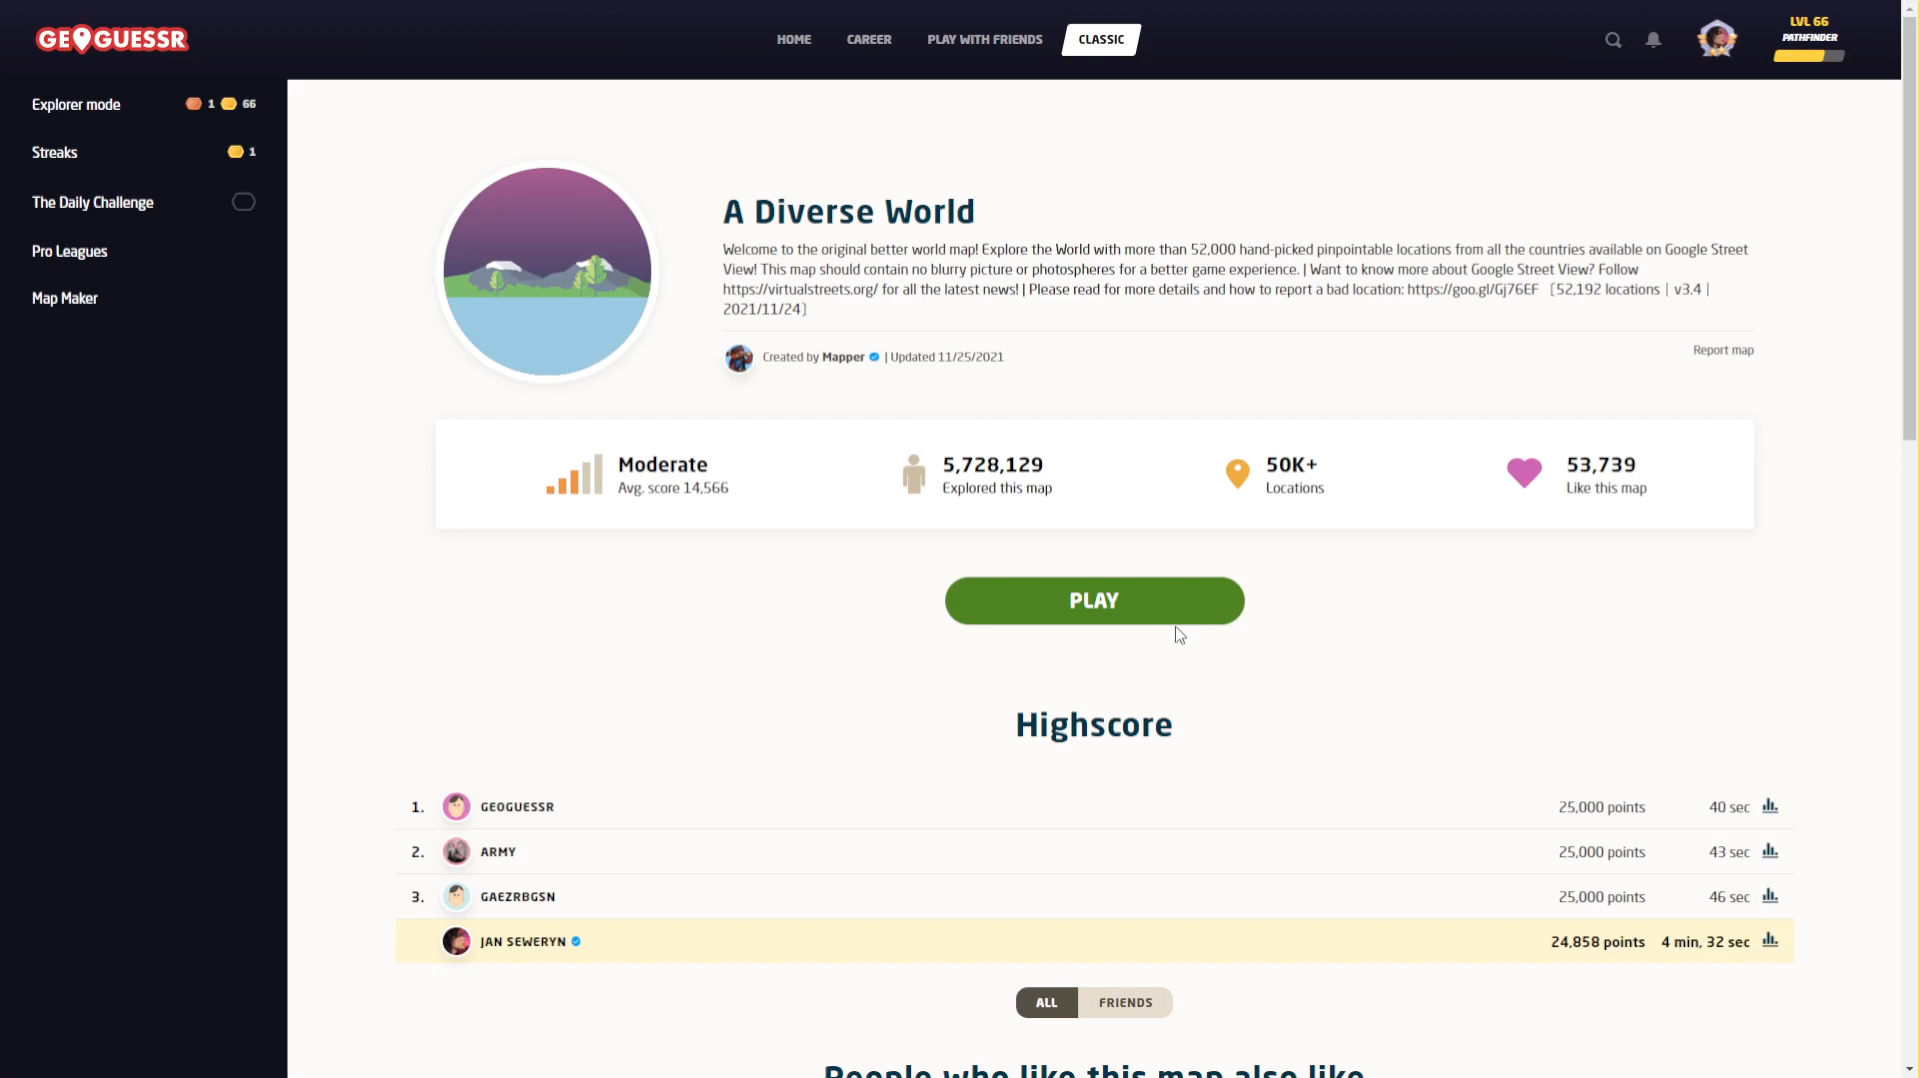 GEOGUESSR
HOME
CAREER
PLAY WITH FRIENDS
CLASSIC
LVL 66
PATHFINDER
Explorer mode 1 66
Streaks 1
The Daily Challenge
Pro Leagues
Map Maker
A Diverse World
Welcome to the original better world map! Explore the World with more than 52,000 hand-picked pinpointable locations from all the countries available on Google Street
View! This map should contain no blurry picture or photospheres for a better game experience. | Want to know more about Google Street View? Follow
https://virtualstreets.org/ for all the latest news! | Please read for more details and how to report a bad location: https://goo.gl/Gj76EF 〔52,192 locations | v3.4 |
2021/11/24〕
Created by Mapper | Updated 11/25/2021
Report map
Moderate
Avg. score 14,566
5,728,129
Explored this map
50K+
Locations
53,739
Like this map
PLAY
Highscore
1. GEOGUESSR 25,000 points 40 sec
2. ARMY 25,000 points 43 sec
3. GAEZRBGSN 25,000 points 46 sec
JAN SEWERYN 24,858 points 4 min, 32 sec
ALL FRIENDS
People who like this map also like